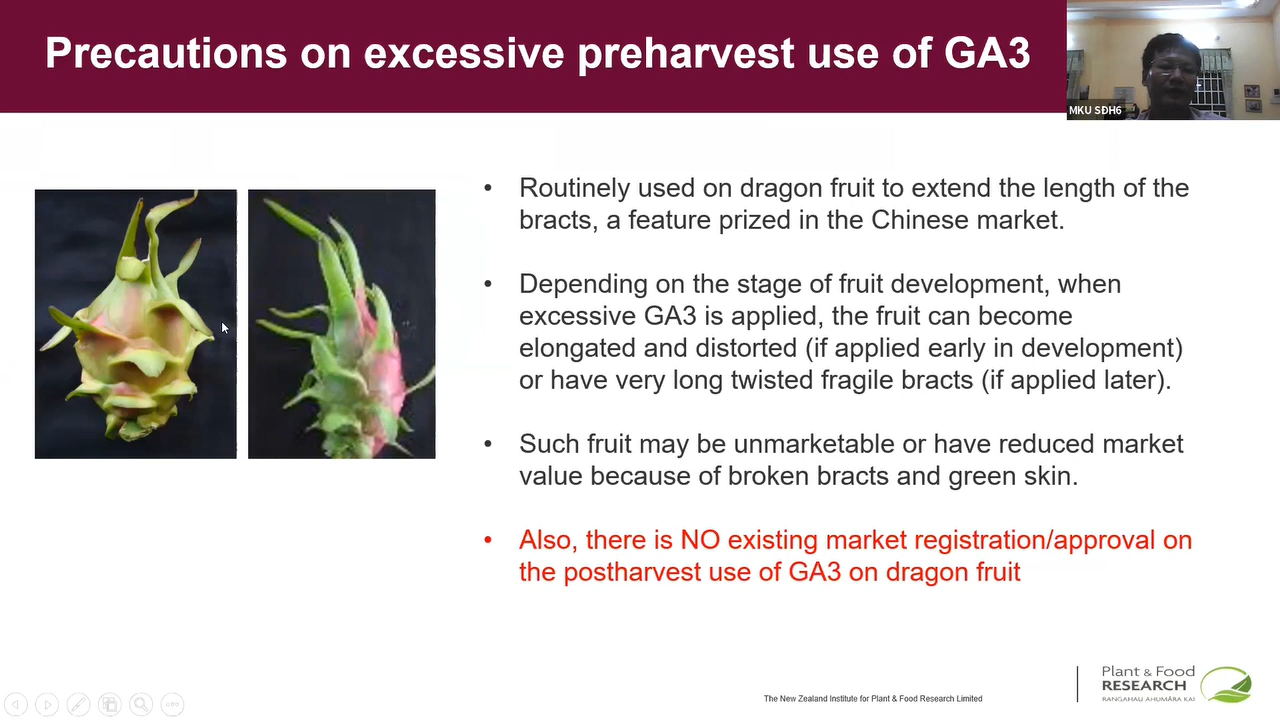 Precautions on excessive preharvest use of GA3
MKU SĐH6
• Routinely used on dragon fruit to extend the length of the
bracts, a feature prized in the Chinese market.
• Depending on the stage of fruit development, when
excessive GA3 is applied, the fruit can become
elongated and distorted (if applied early in development)
or have very long twisted fragile bracts (if applied later).
• Such fruit may be unmarketable or have reduced market
value because of broken bracts and green skin.
• Also, there is NO existing market registration/approval on
the postharvest use of GA3 on dragon fruit
The New Zealand Institute for Plant & Food Research Limited
Plant & Food
RESEARCH
RANGAHAU AHUMĀRA KAI